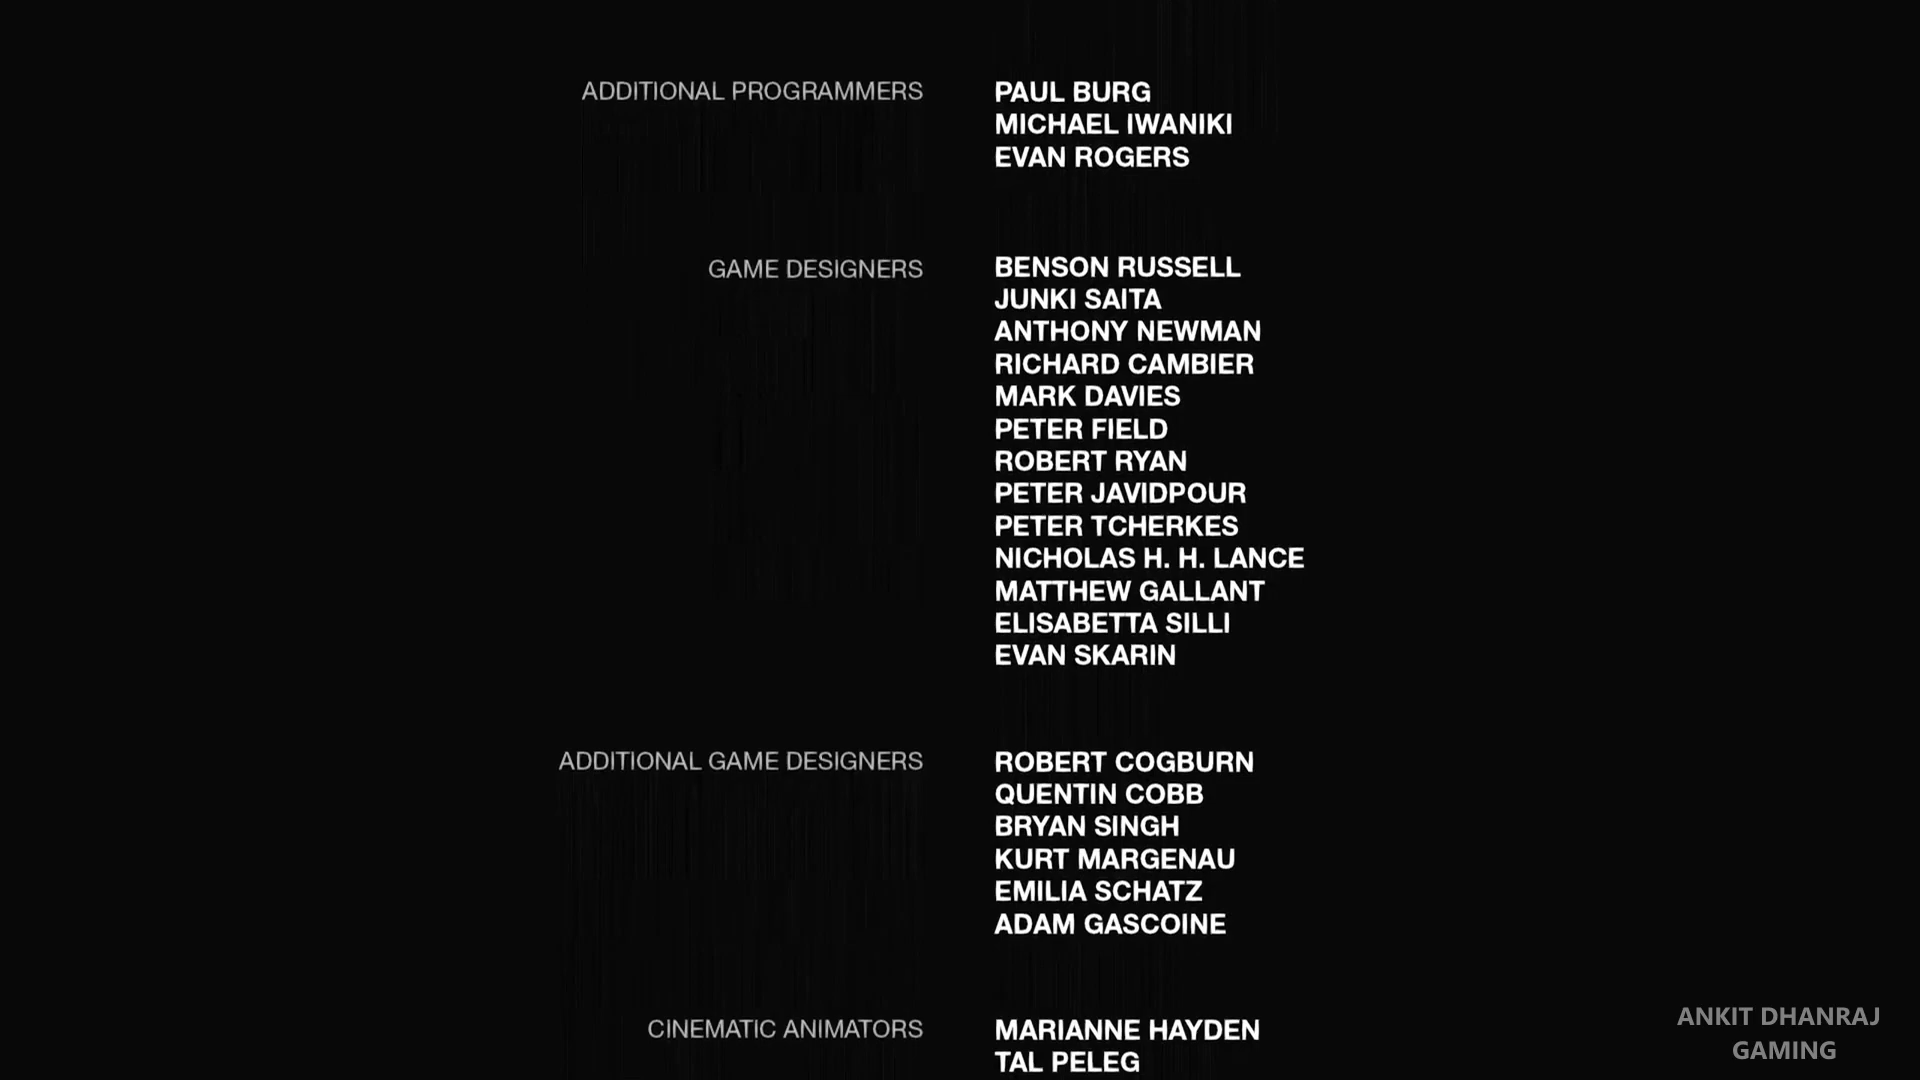 ADDITIONAL PROGRAMMERS PAUL BURG
MICHAEL IWANIKI
EVAN ROGERS
GAME DESIGNERS BENSON RUSSELL
JUNKI SAITA
ANTHONY NEWMAN
RICHARD CAMBIER
MARK DAVIES
PETER FIELD
ROBERT RYAN
PETER JAVIDPOUR
PETER TCHERKES
NICHOLAS H. H. LANCE
MATTHEW GALLANT
ELISABETTA SILLI
EVAN SKARIN
ADDITIONAL GAME DESIGNERS ROBERT COGBURN
QUENTIN COBB
BRYAN SINGH
KURT MARGENAU
EMILIA SCHATZ
ADAM GASCOINE
CINEMATIC ANIMATORS MARIANNE HAYDEN
TAL PELEG
ANKIT DHANRAJ
GAMING